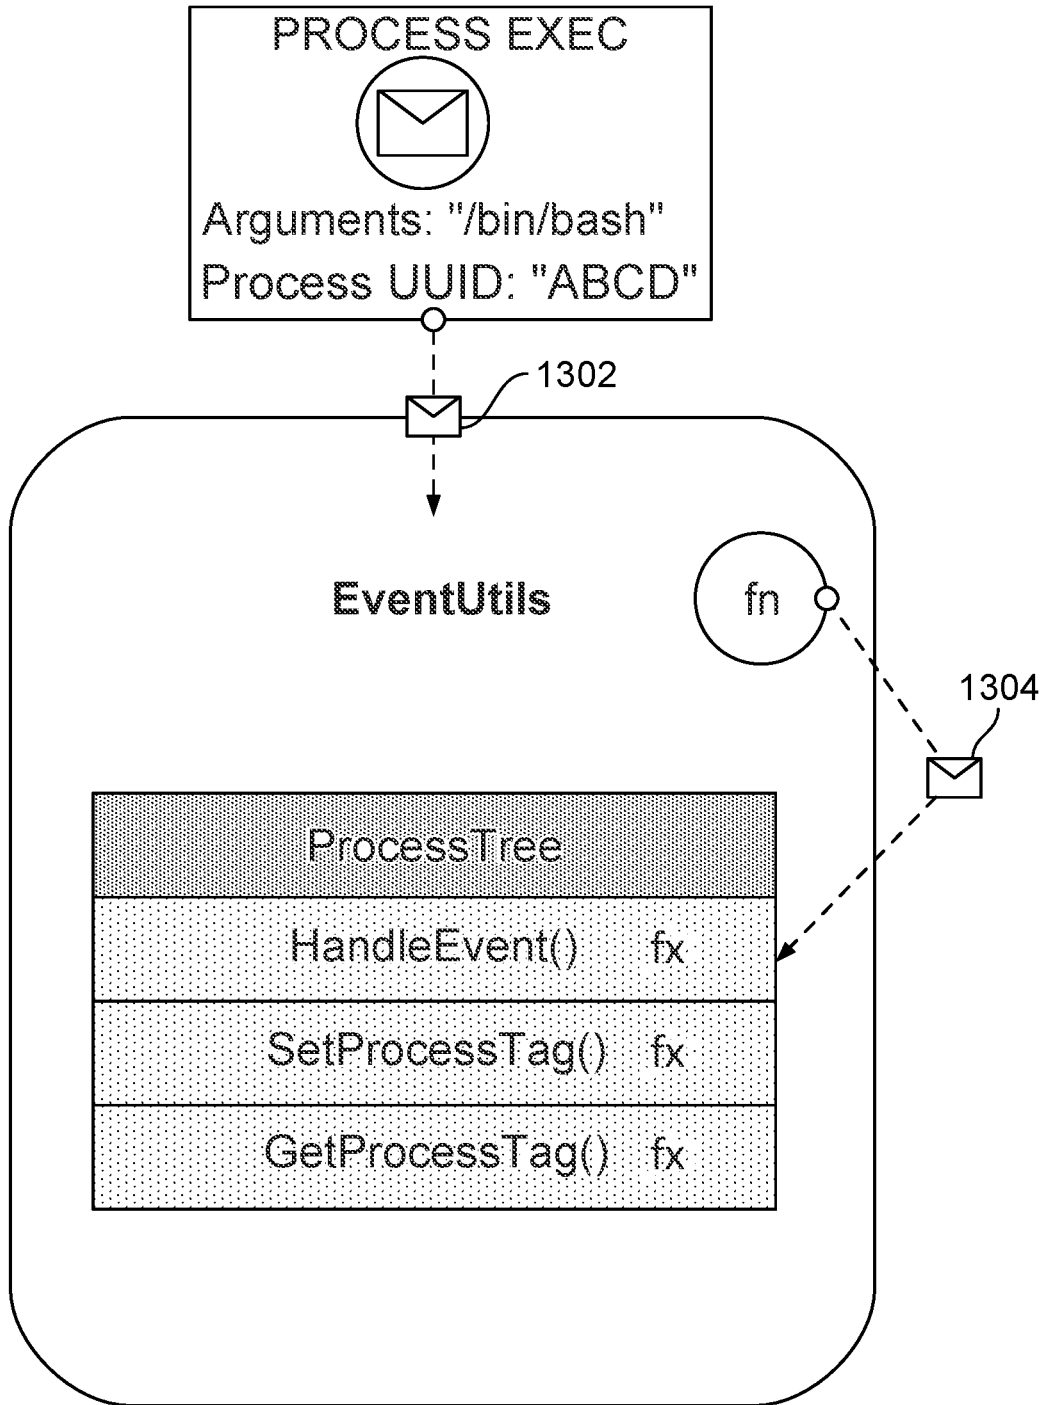 PROCESS EXEC
Arguments: "/bin/bash"
Process UUID: "ABCD"
1302
EventUtils
fn
1304
ProcessTree
HandleEvent() fx
SetProcessTag() fx
GetProcessTag() fx